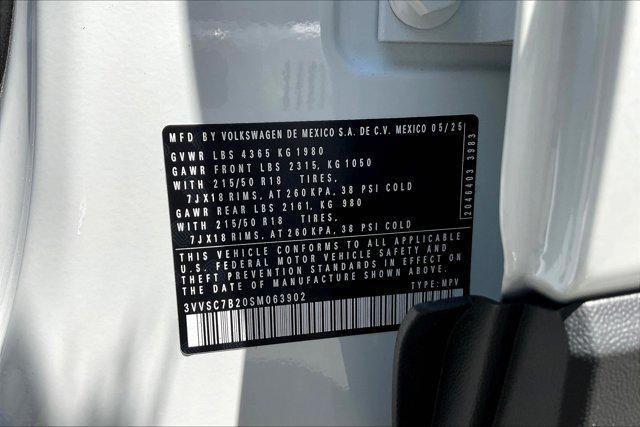 MFD BY VOLKSWAGEN DE MEXICO S.A. DE C.V. MEXICO 05/25
GVWR LBS 4365 KG 1980
GAWR FRONT LBS 2315, KG 1050
WITH 215/50 R18 TIRES.
7JX18 RIMS, AT 260 KPA, 38 PSI COLD
GAWR REAR LBS 2161, KG 980
WITH 215/50 R18 TIRES.
7JX18 RIMS, AT 260 KPA, 38 PSI COLD
THIS VEHICLE CONFORMS TO ALL APPLICABLE
U.S. FEDERAL MOTOR VEHICLE SAFETY AND
THEFT PREVENTION STANDARDS IN EFFECT ON
THE DATE OF MANUFACTURE SHOWN ABOVE.
3VVSC7B20SM063902 TYPE: MPV
2046403 3983